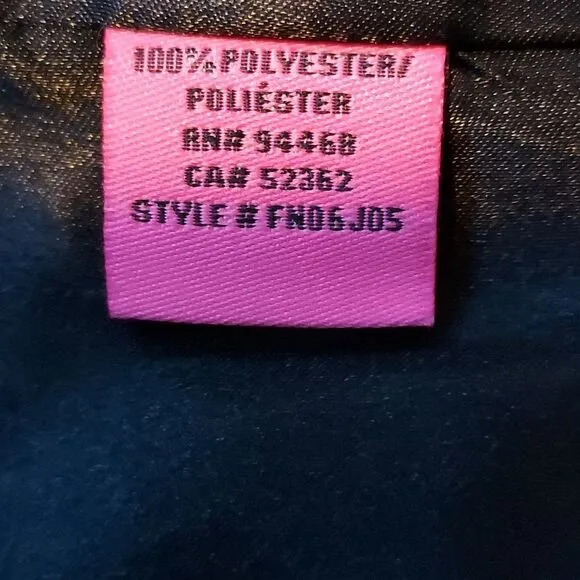 100% POLYESTER/
POLIÉSTER
RN# 94468
CA# 52362
STYLE # FN06J05